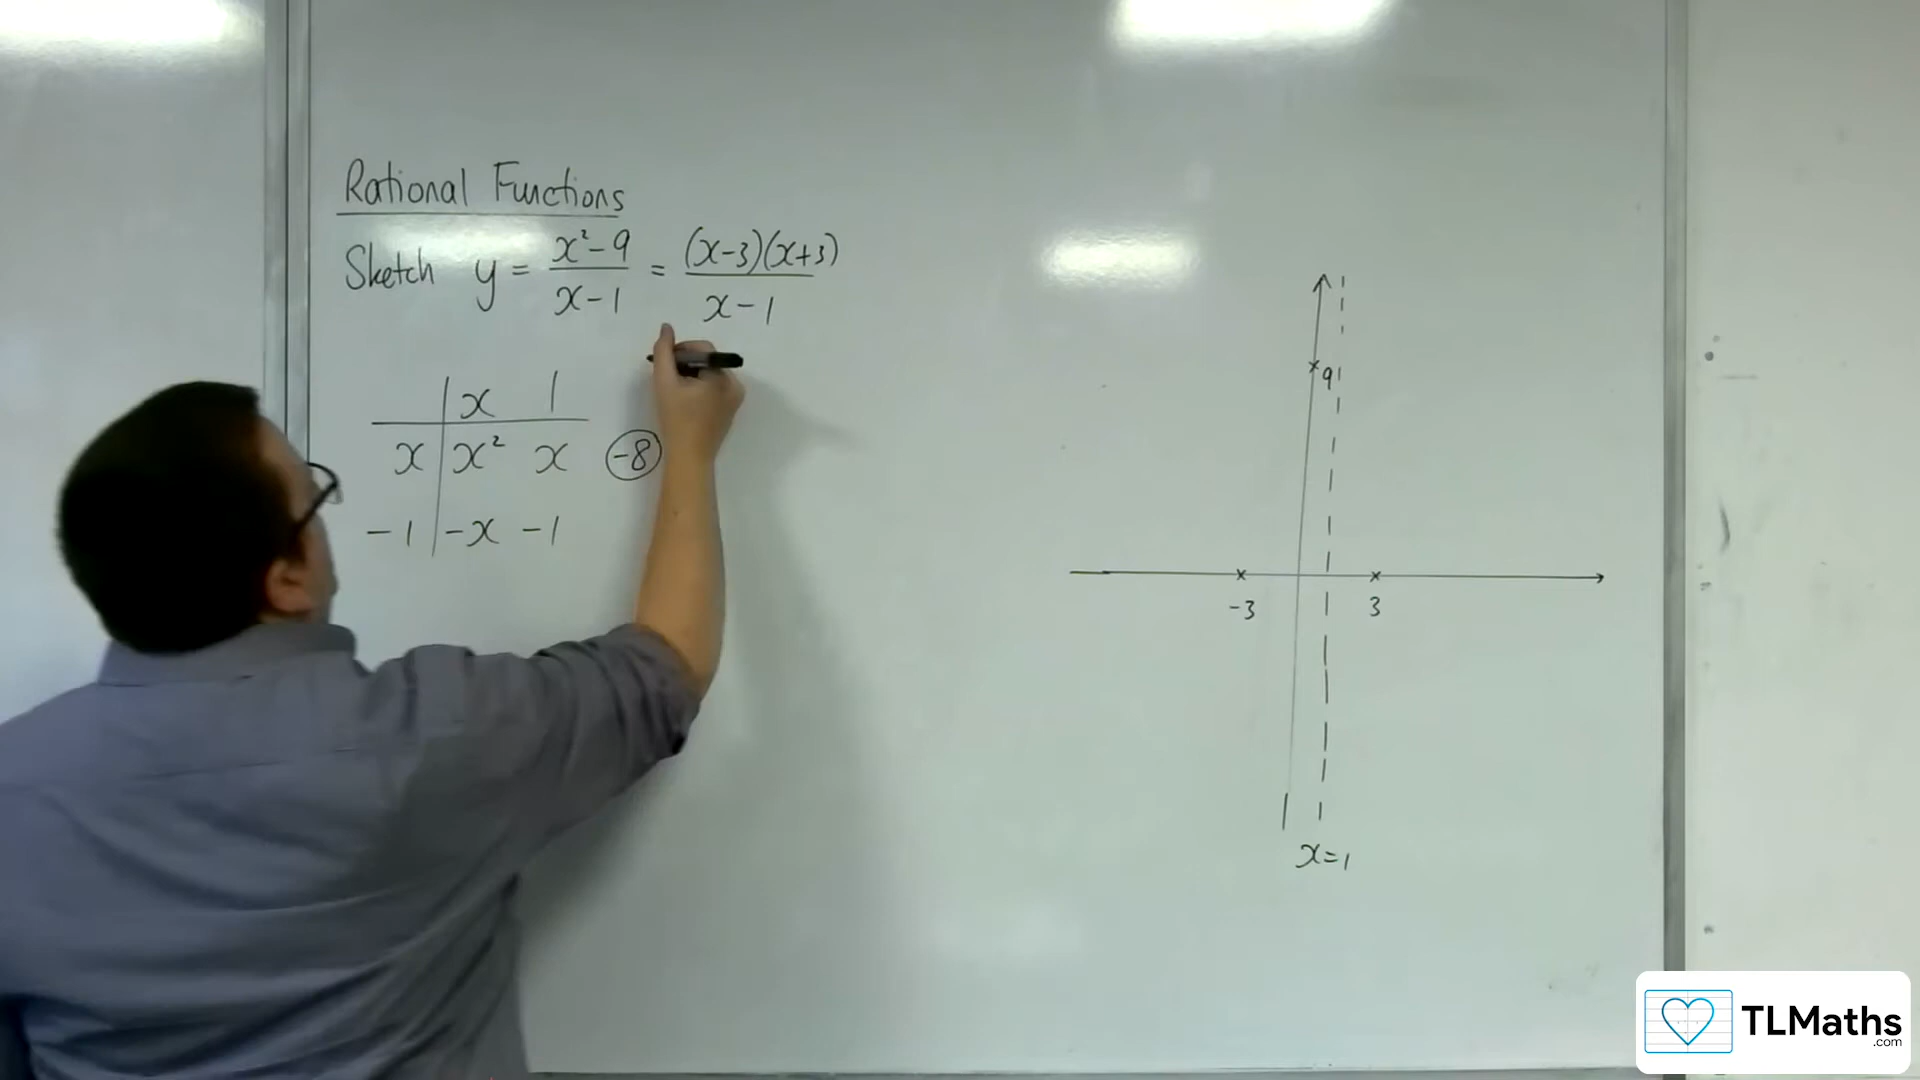 Rational Functions
Sketch y = x²-9 / x-1 = (x-3)(x+3) / x-1
x 1
x x² x -8
-1 -x -1
9
-3 3
x=1
TLMaths
.com